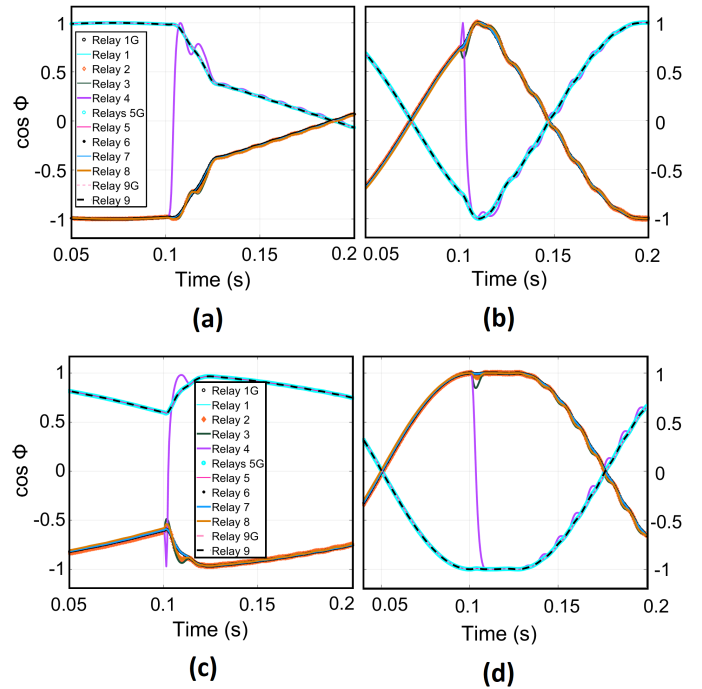 1
0.5
0
-0.5
-1
cos Φ
Relay 1G
Relay 1
Relay 2
Relay 3
Relay 4
Relays 5G
Relay 5
Relay 6
Relay 7
Relay 8
Relay 9G
Relay 9
0.05 0.1 0.15 0.2
Time (s)
(a)
1
0.5
0
-0.5
-1
0.05 0.1 0.15 0.2
Time (s)
(b)
1
0.5
0
-0.5
-1
cos Φ
Relay 1G
Relay 1
Relay 2
Relay 3
Relay 4
Relays 5G
Relay 5
Relay 6
Relay 7
Relay 8
Relay 9G
Relay 9
0.05 0.1 0.15 0.2
Time (s)
(c)
1
0.5
0
-0.5
-1
0.05 0.1 0.15 0.2
Time (s)
(d)